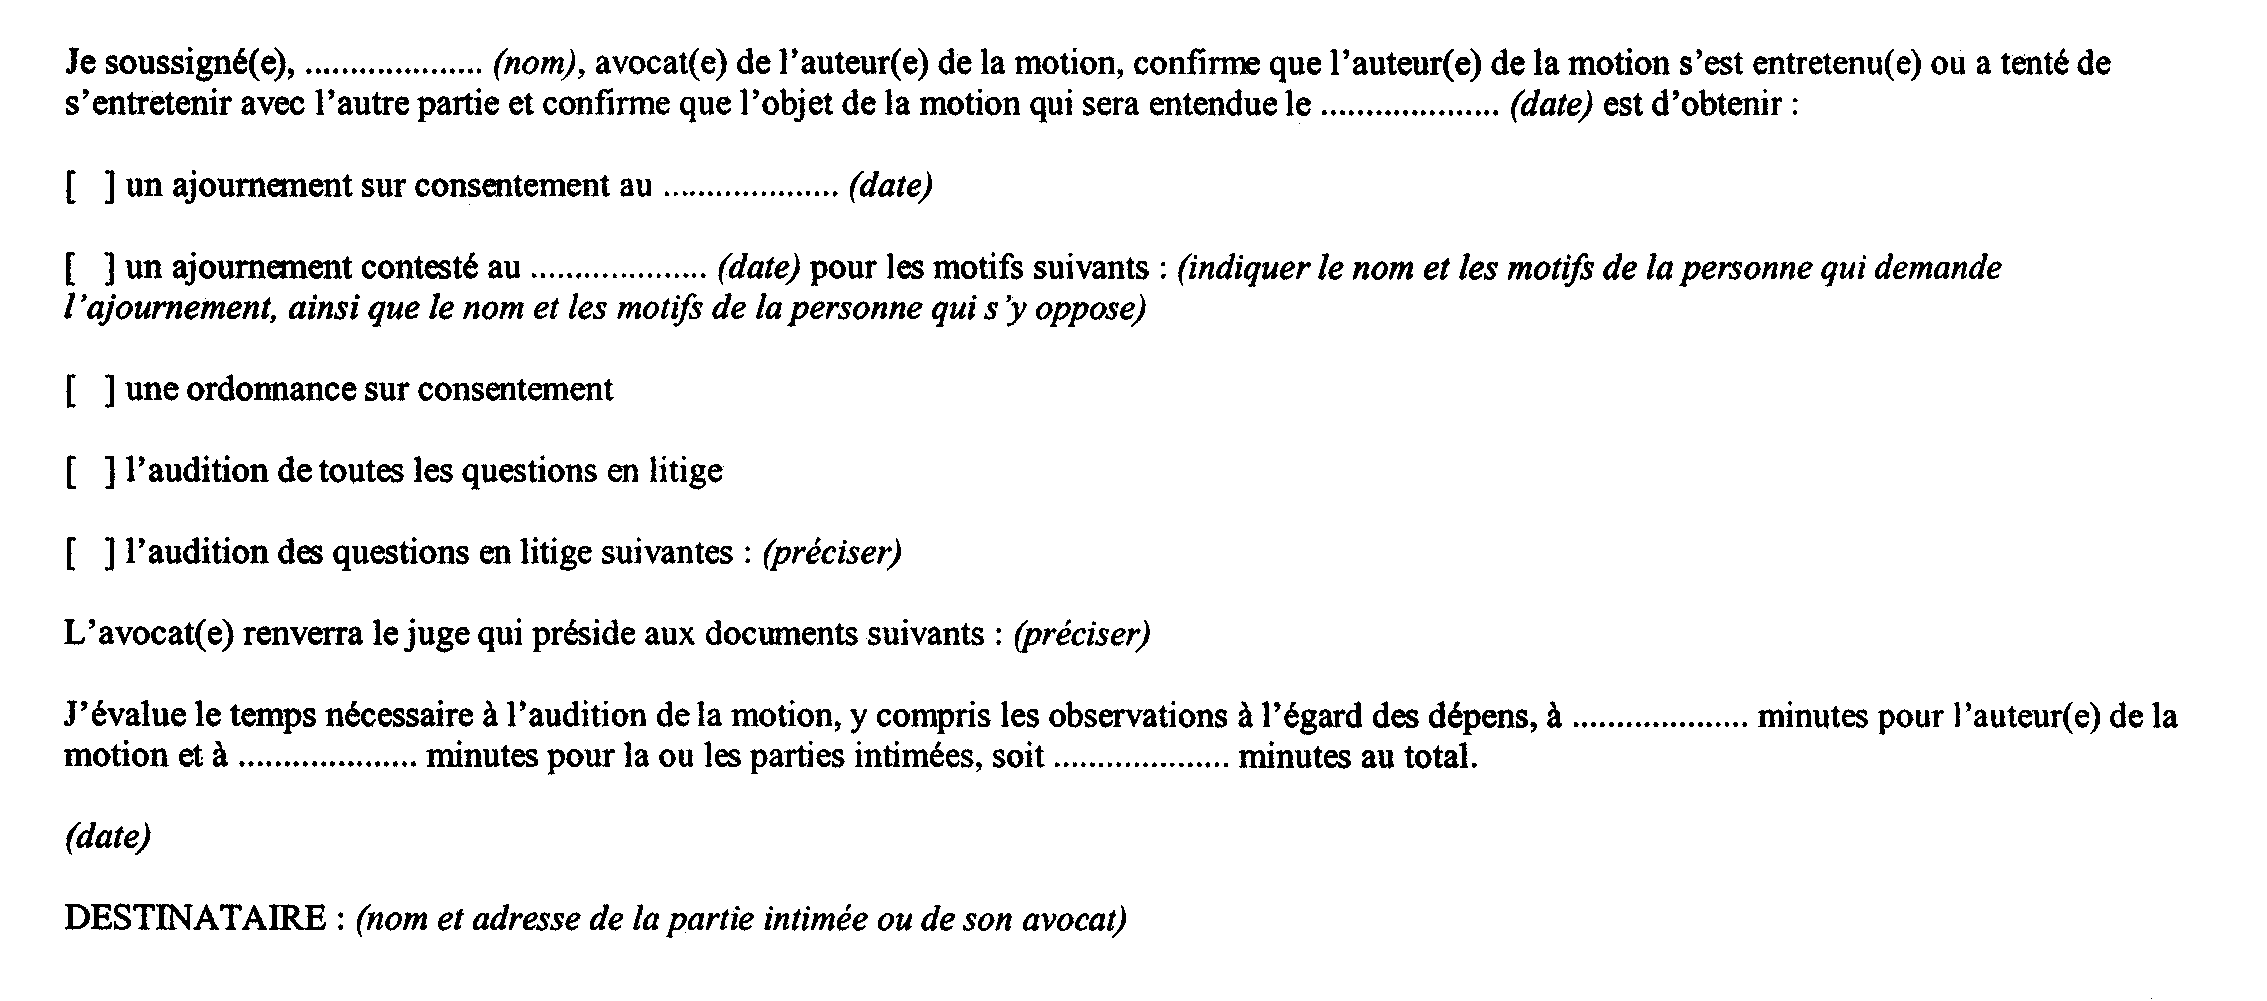 Je soussigné(e), .................... (nom), avocat(e) de l’auteur(e) de la motion, confirme que l’auteur(e) de la motion s’est entretenu(e) ou a tenté de
s’entretenir avec l’autre partie et confirme que l’objet de la motion qui sera entendue le .................... (date) est d’obtenir :
[ ] un ajournement sur consentement au .................... (date)
[ ] un ajournement contesté au .................... (date) pour les motifs suivants : (indiquer le nom et les motifs de la personne qui demande
l’ajournement, ainsi que le nom et les motifs de la personne qui s’y oppose)
[ ] une ordonnance sur consentement
[ ] l’audition de toutes les questions en litige
[ ] l’audition des questions en litige suivantes : (préciser)
L’avocat(e) renverra le juge qui préside aux documents suivants : (préciser)
J’évalue le temps nécessaire à l’audition de la motion, y compris les observations à l’égard des dépens, à .................... minutes pour l’auteur(e) de la
motion et à .................... minutes pour la ou les parties intimées, soit .................... minutes au total.
(date)
DESTINATAIRE : (nom et adresse de la partie intimée ou de son avocat)